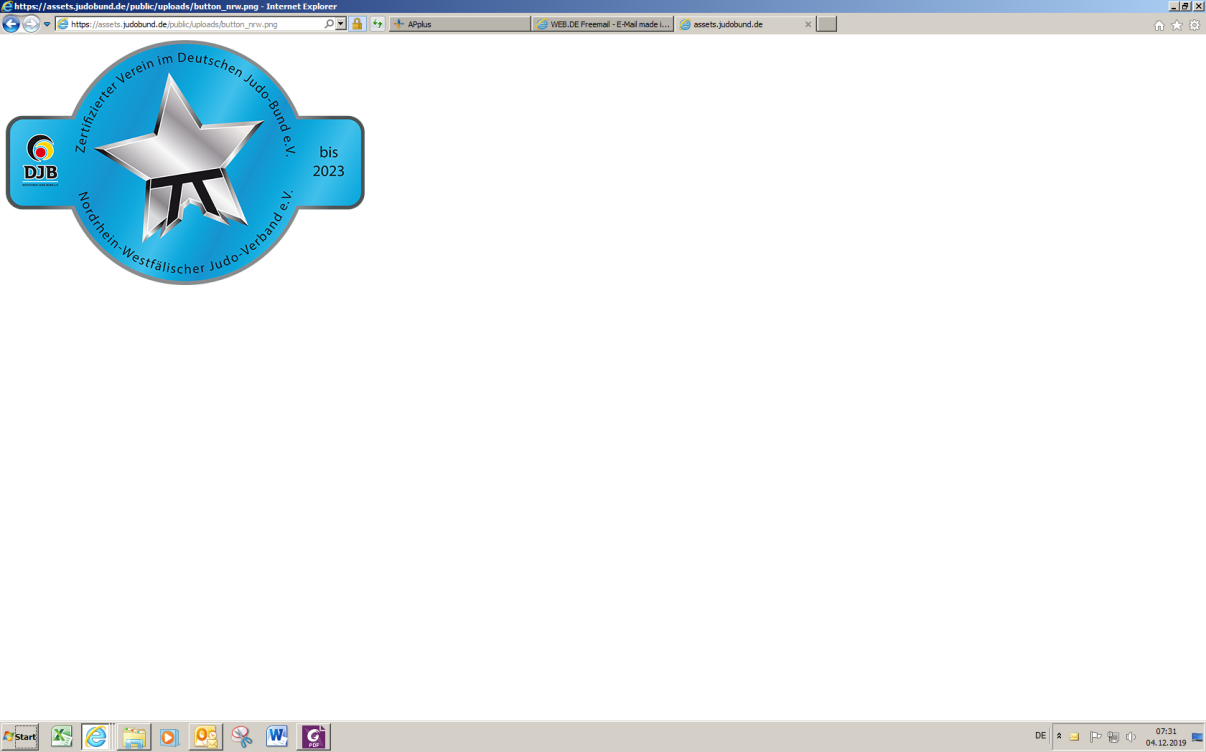 https://assets.judobund.de/public/uploads/button_nrw.png - Internet Explorer
https://assets.judobund.de/public/uploads/button_nrw.png
APplus
WEB.DE Freemail - E-Mail made i...
assets.judobund.de
Zertifizierter Verein im Deutschen Judo-Bund e.V.
DJB
bis
2023
Nordrhein-Westfälischer Judo-Verband e.V.
Start
PDF
DE
07:31
04.12.2019